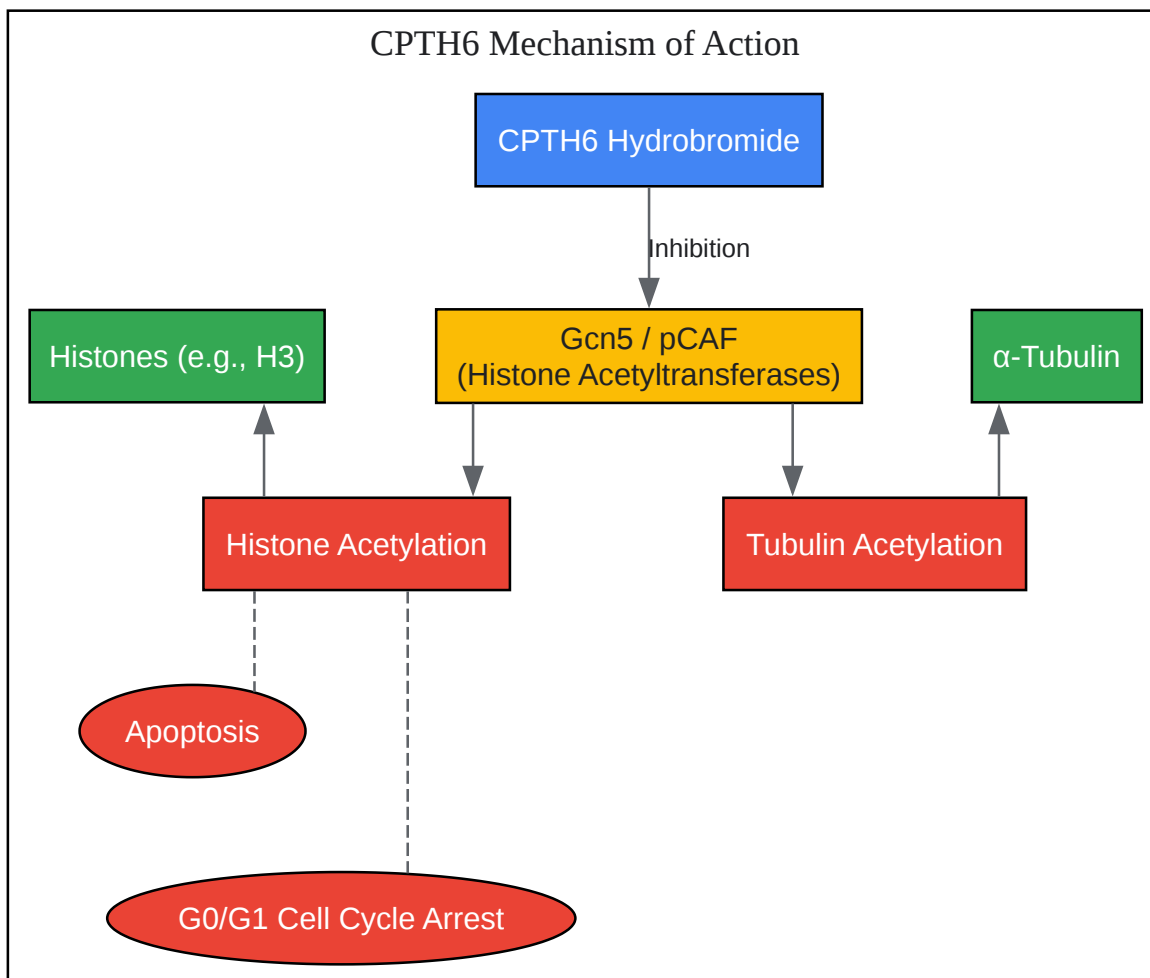 CPTH6 Mechanism of Action
CPTH6 Hydrobromide
Inhibition
Histones (e.g., H3)
Gcn5 / pCAF
(Histone Acetyltransferases)
α-Tubulin
Histone Acetylation
Tubulin Acetylation
Apoptosis
G0/G1 Cell Cycle Arrest